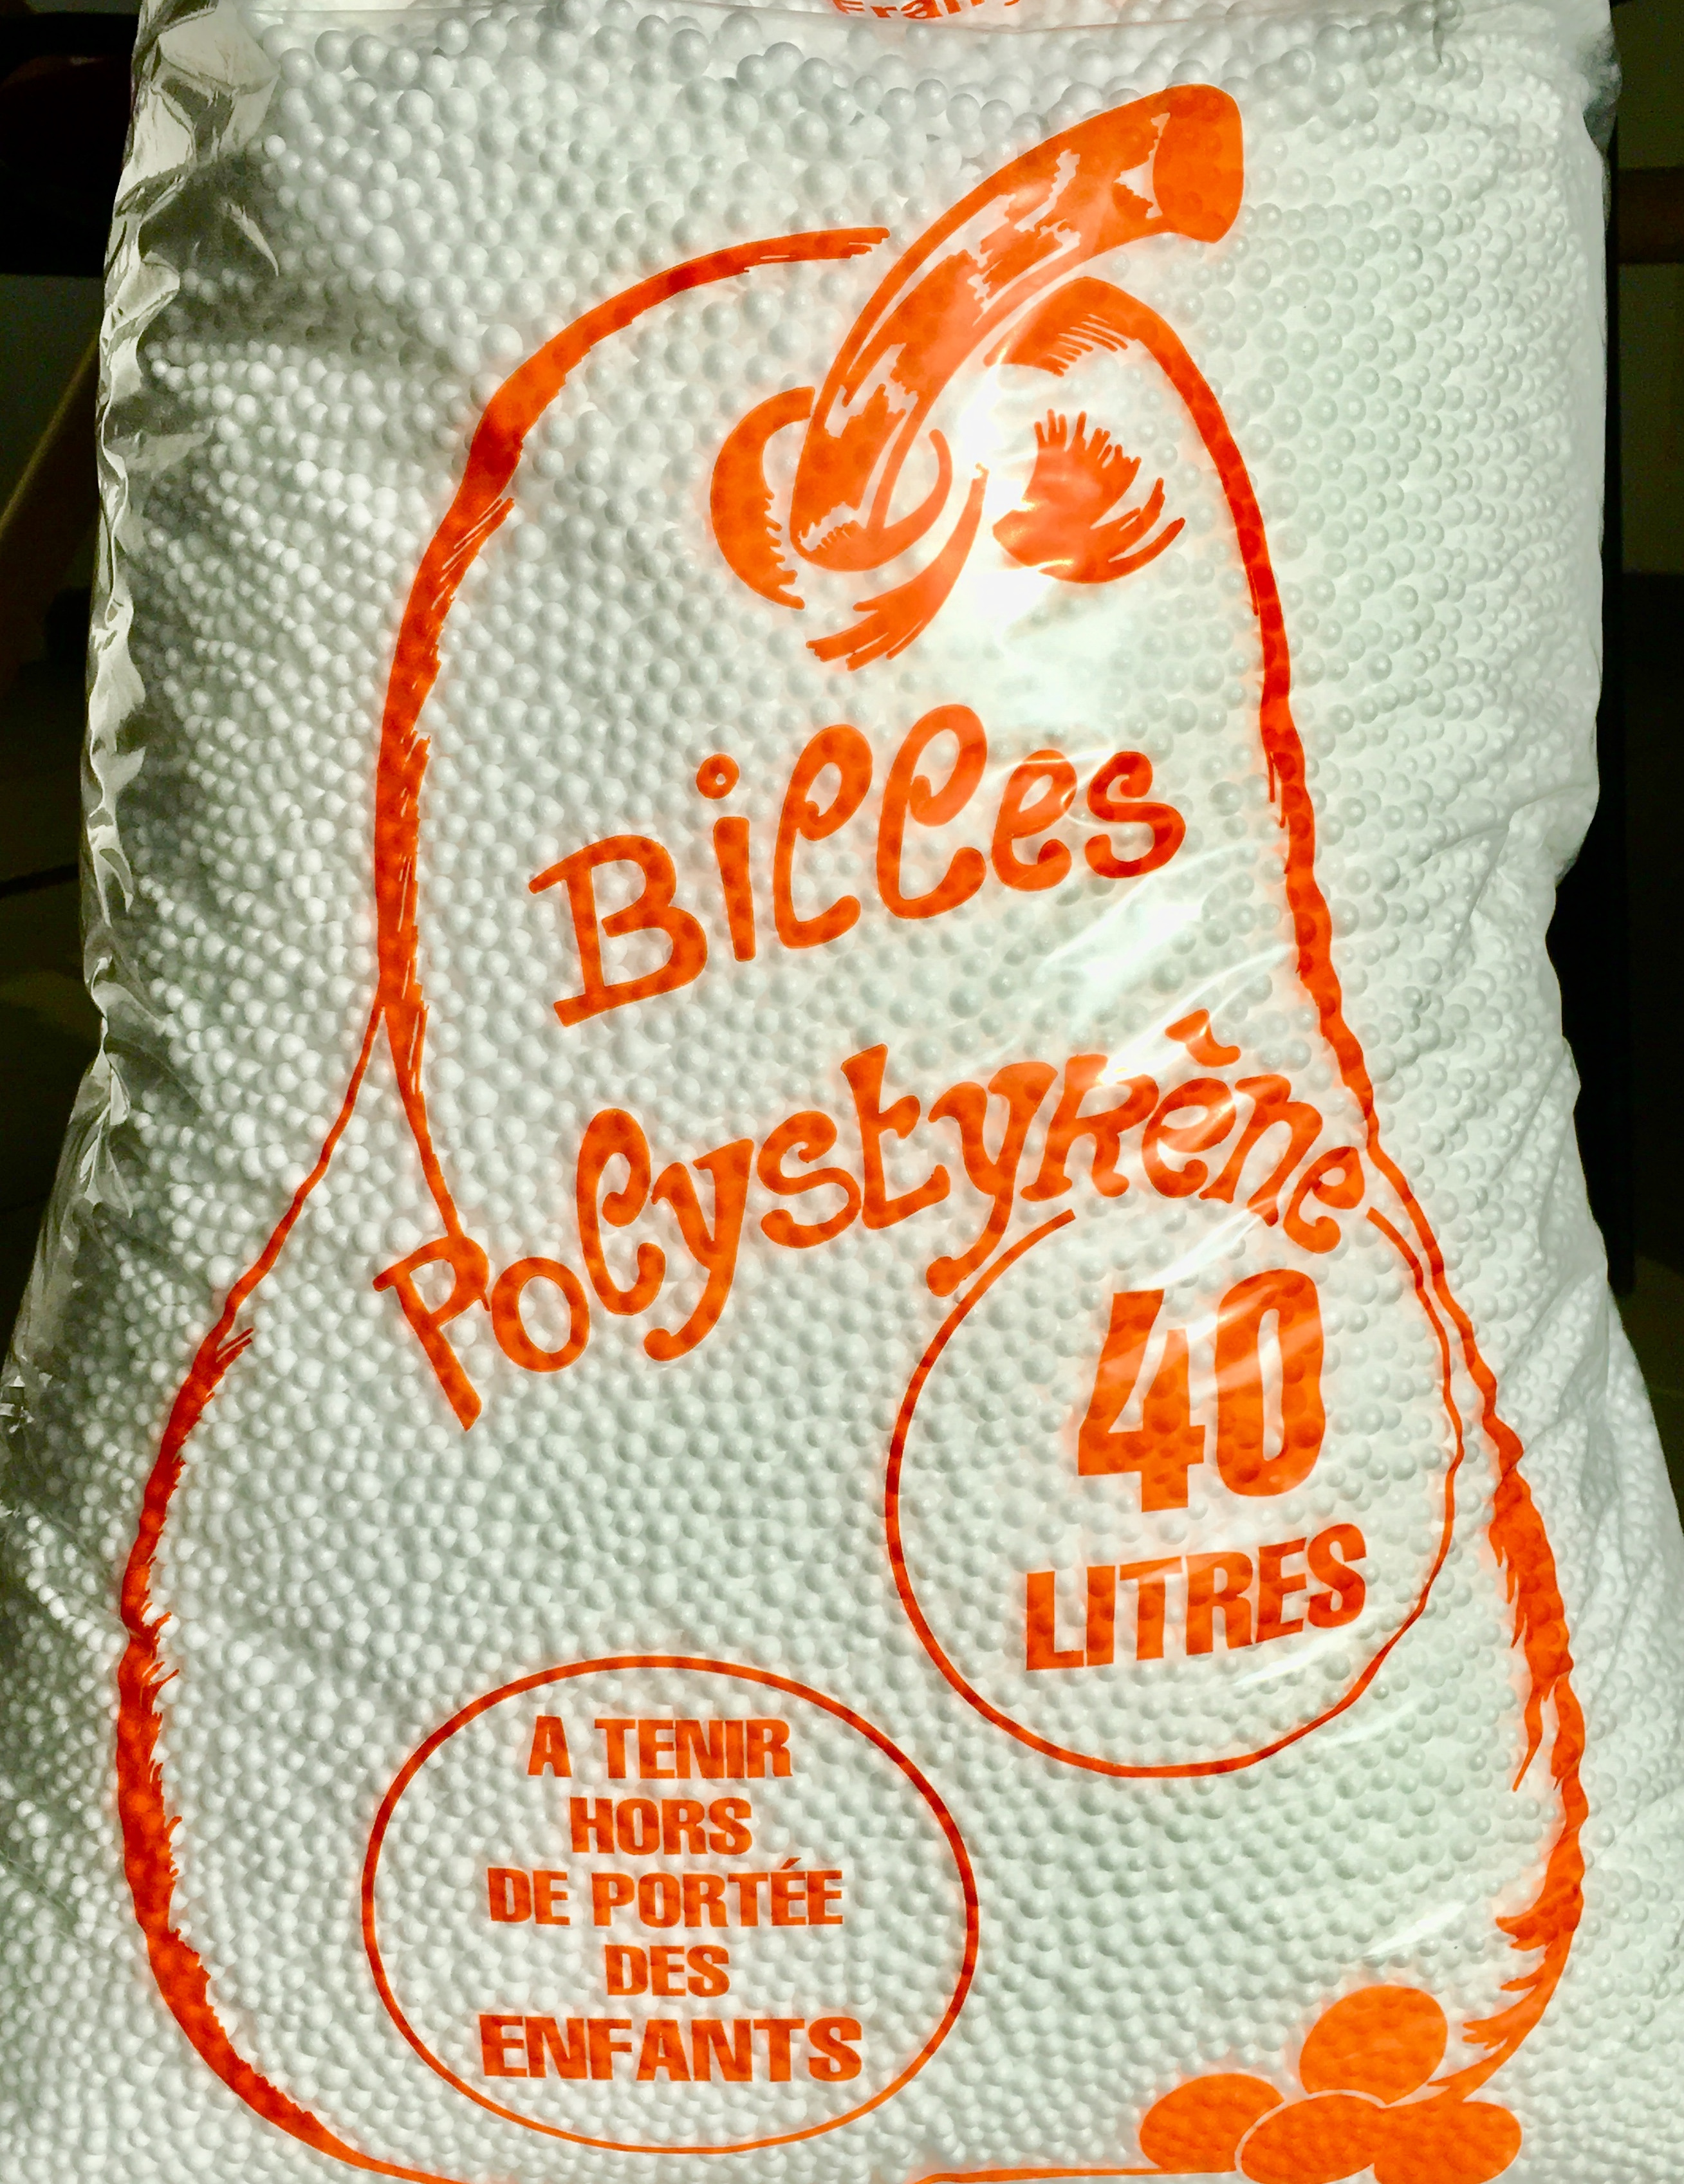 Billes
Polystyrène
40
LITRES
A TENIR
HORS
DE PORTÉE
DES
ENFANTS